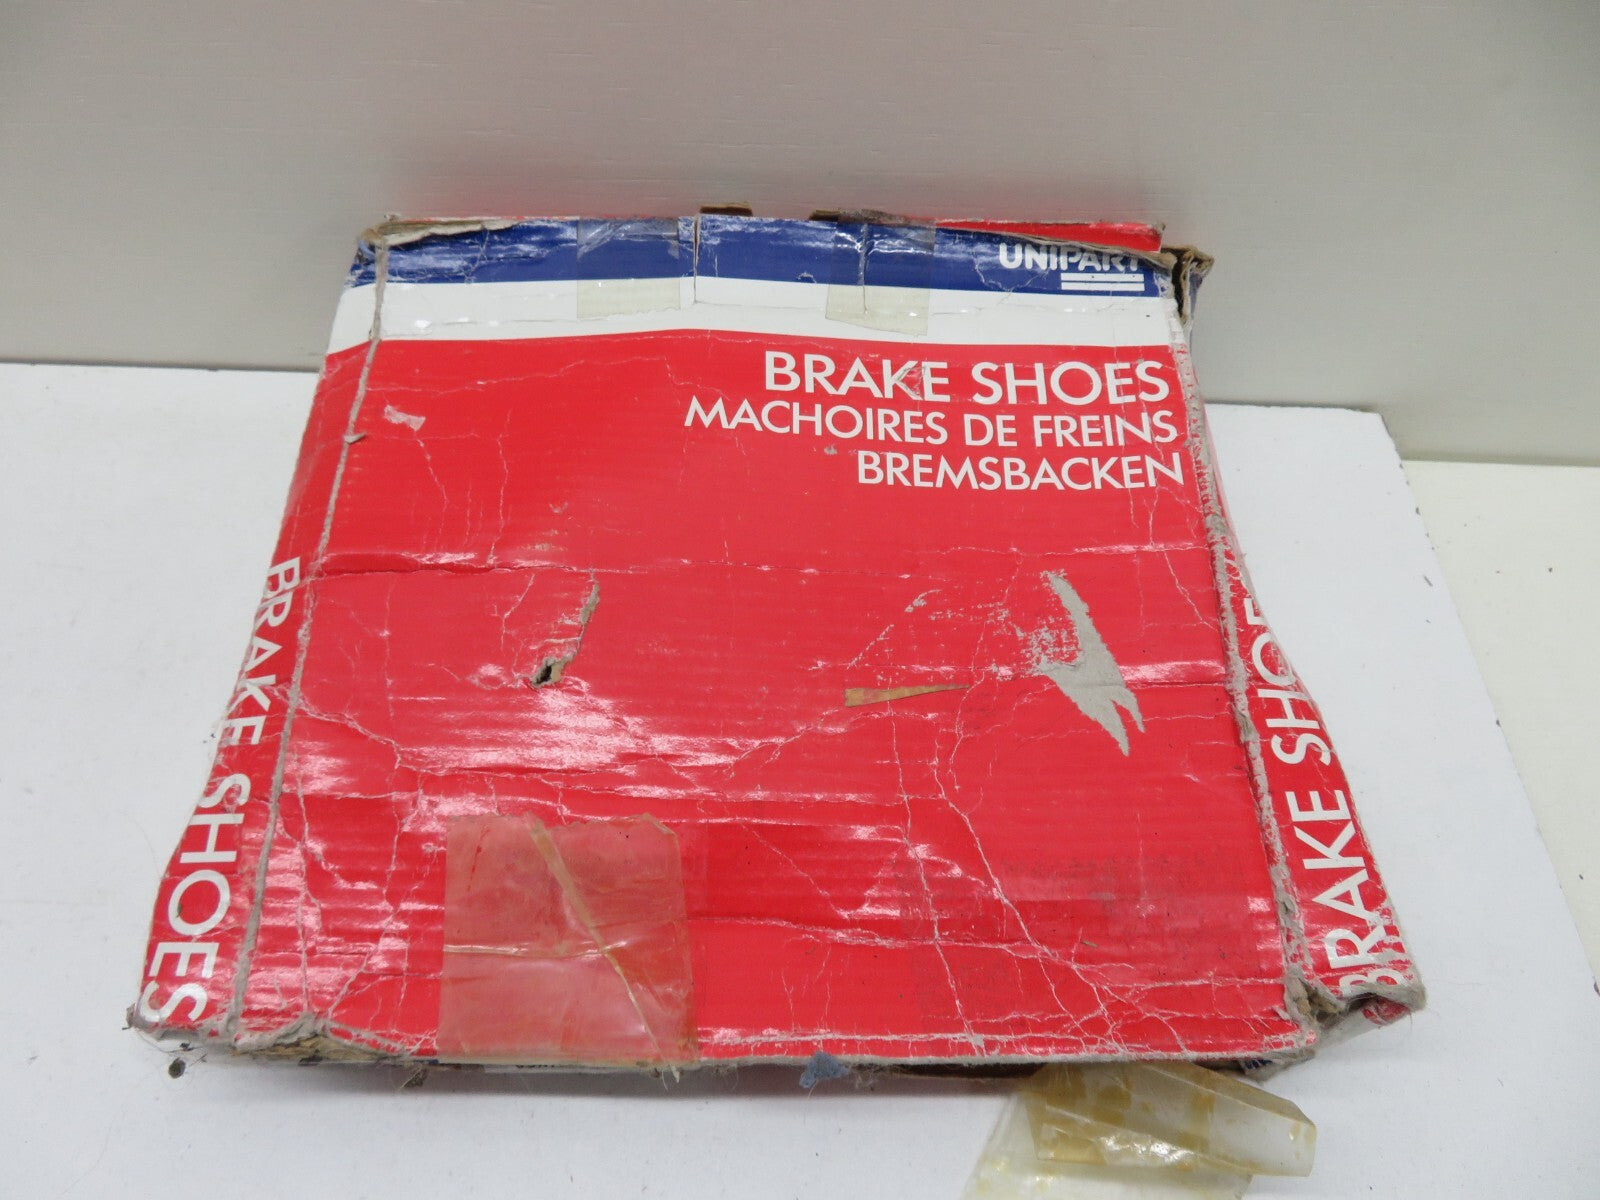 UNIPART
BRAKE SHOES
MACHOIRES DE FREINS
BREMSBACKEN
BRAKE SHOES
BRAKE SHOES